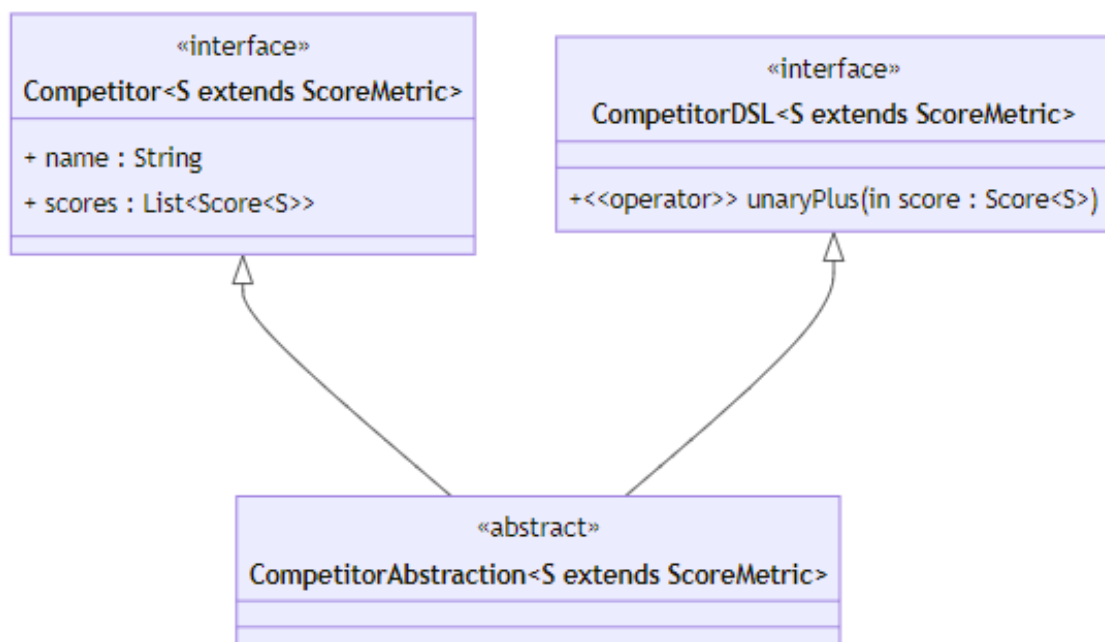 «interface»
Competitor<S extends ScoreMetric>
+ name : String
+ scores : List<Score<S>>
«interface»
CompetitorDSL<S extends ScoreMetric>
+<<operator>> unaryPlus(in score : Score<S>)
«abstract»
CompetitorAbstraction<S extends ScoreMetric>